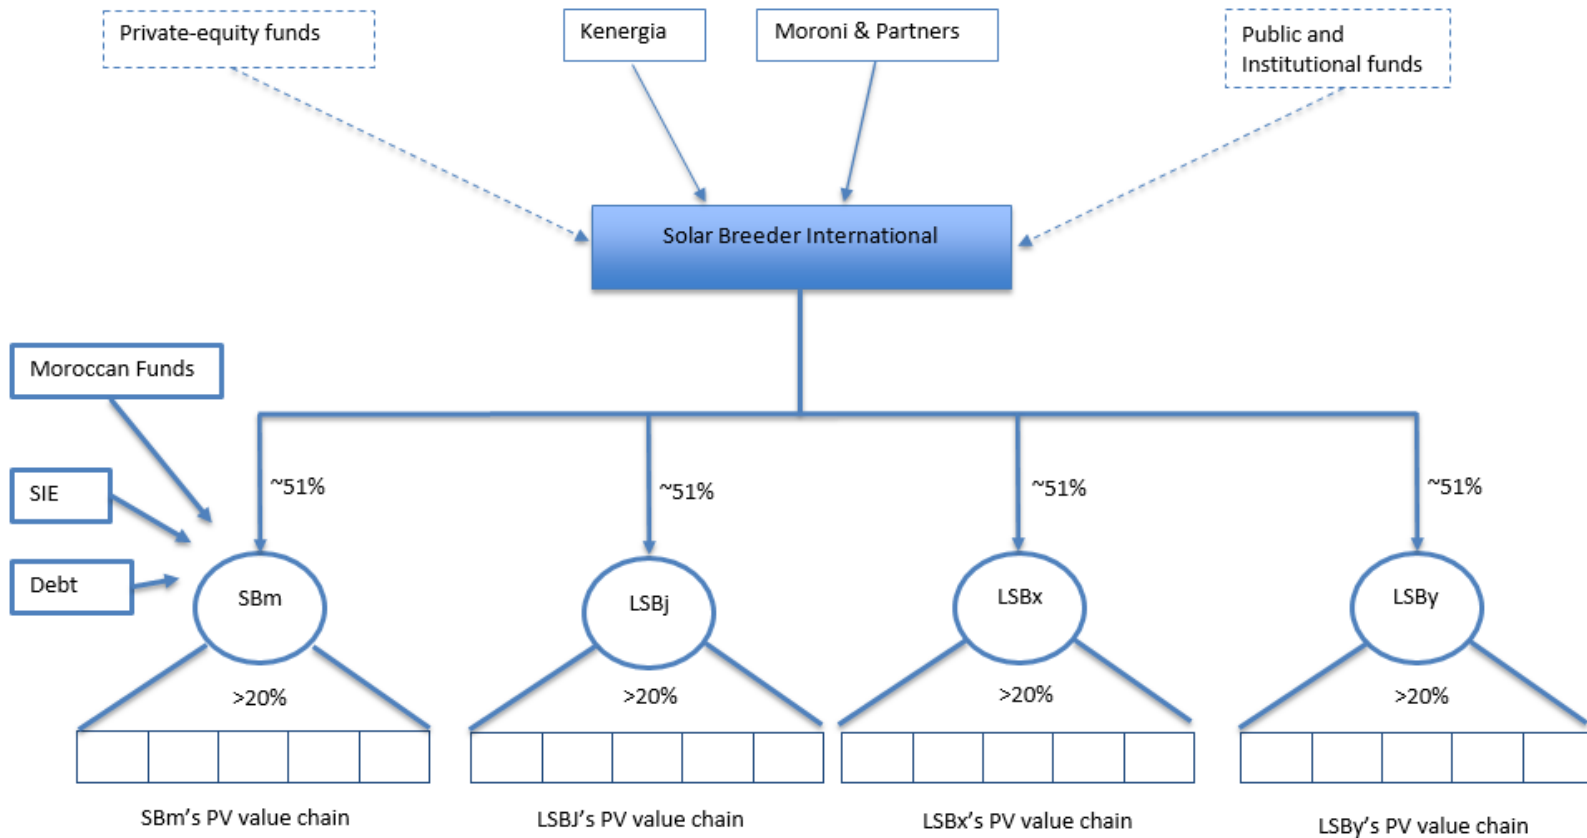 Private-equity funds
Kenergia
Moroni & Partners
Public and
Institutional funds
Solar Breeder International
Moroccan Funds
SIE
Debt
~51%
~51%
~51%
~51%
SBm
LSBj
LSBx
LSBy
>20%
>20%
>20%
>20%
SBm’s PV value chain
LSBJ’s PV value chain
LSBx’s PV value chain
LSBy’s PV value chain